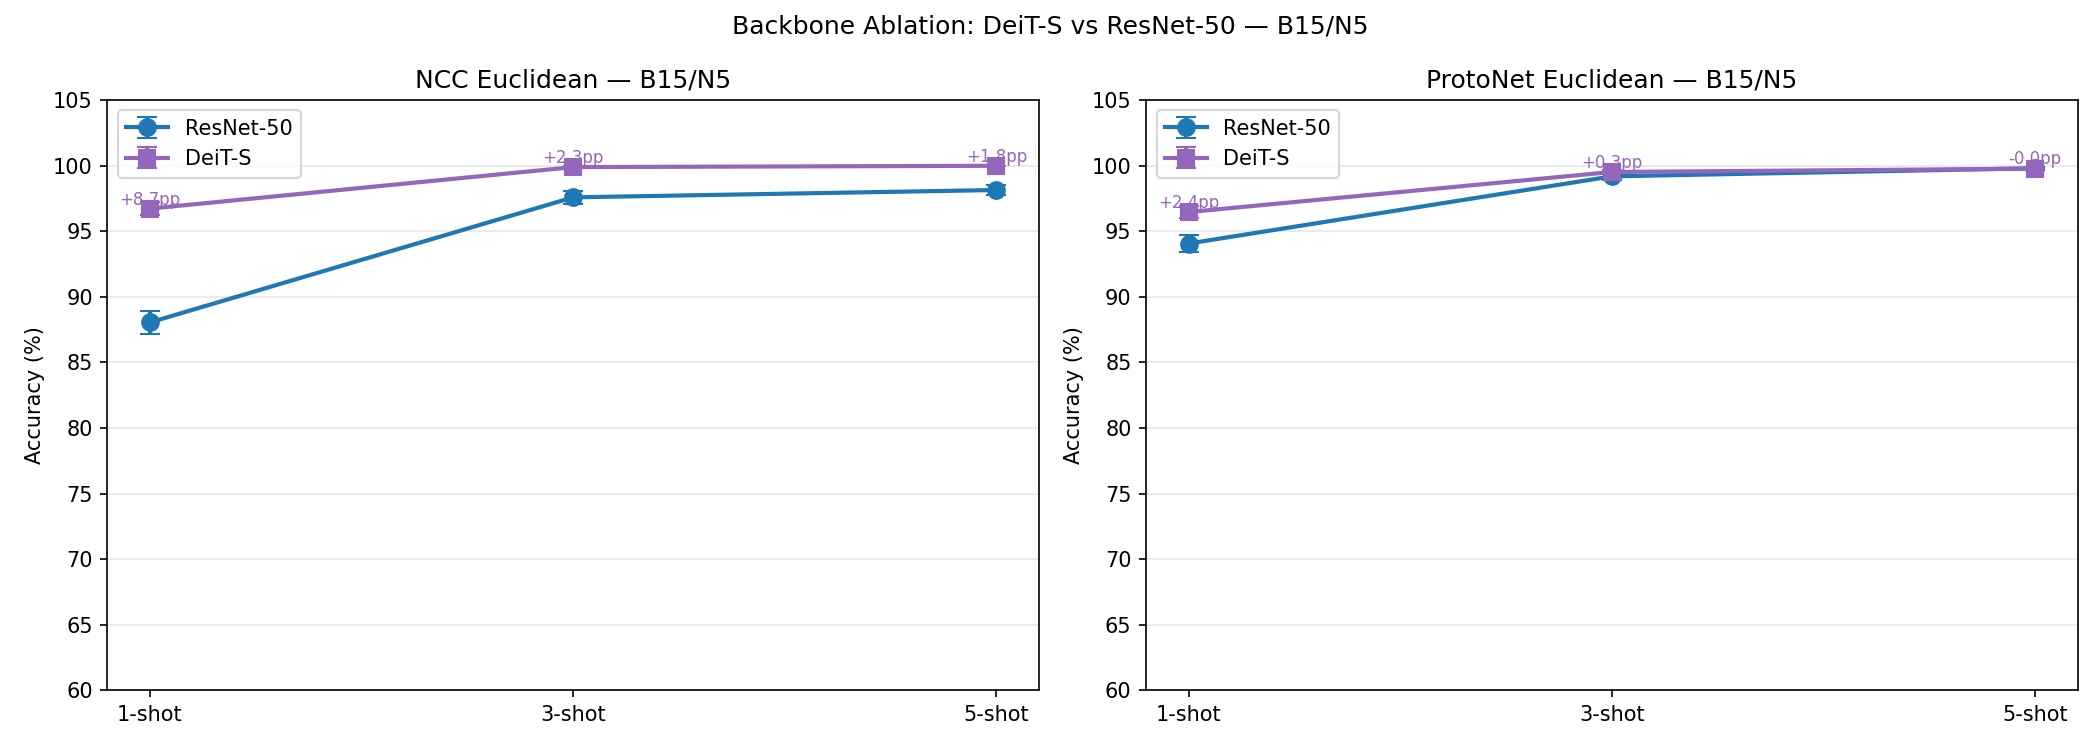 Backbone Ablation: DeiT-S vs ResNet-50 — B15/N5
NCC Euclidean — B15/N5
Accuracy (%)
105
100
95
90
85
80
75
70
65
60
ResNet-50
DeiT-S
+8.7pp
+2.3pp
+1.8pp
1-shot
3-shot
5-shot
ProtoNet Euclidean — B15/N5
Accuracy (%)
105
100
95
90
85
80
75
70
65
60
ResNet-50
DeiT-S
+2.4pp
+0.3pp
-0.0pp
1-shot
3-shot
5-shot